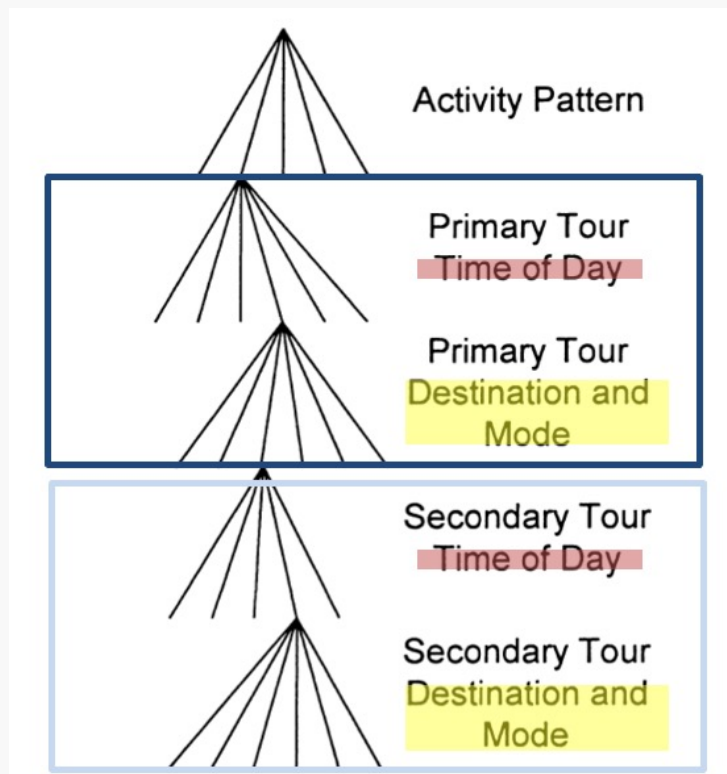 Activity Pattern
Primary Tour
Time of Day
Primary Tour
Destination and
Mode
Secondary Tour
Time of Day
Secondary Tour
Destination and
Mode